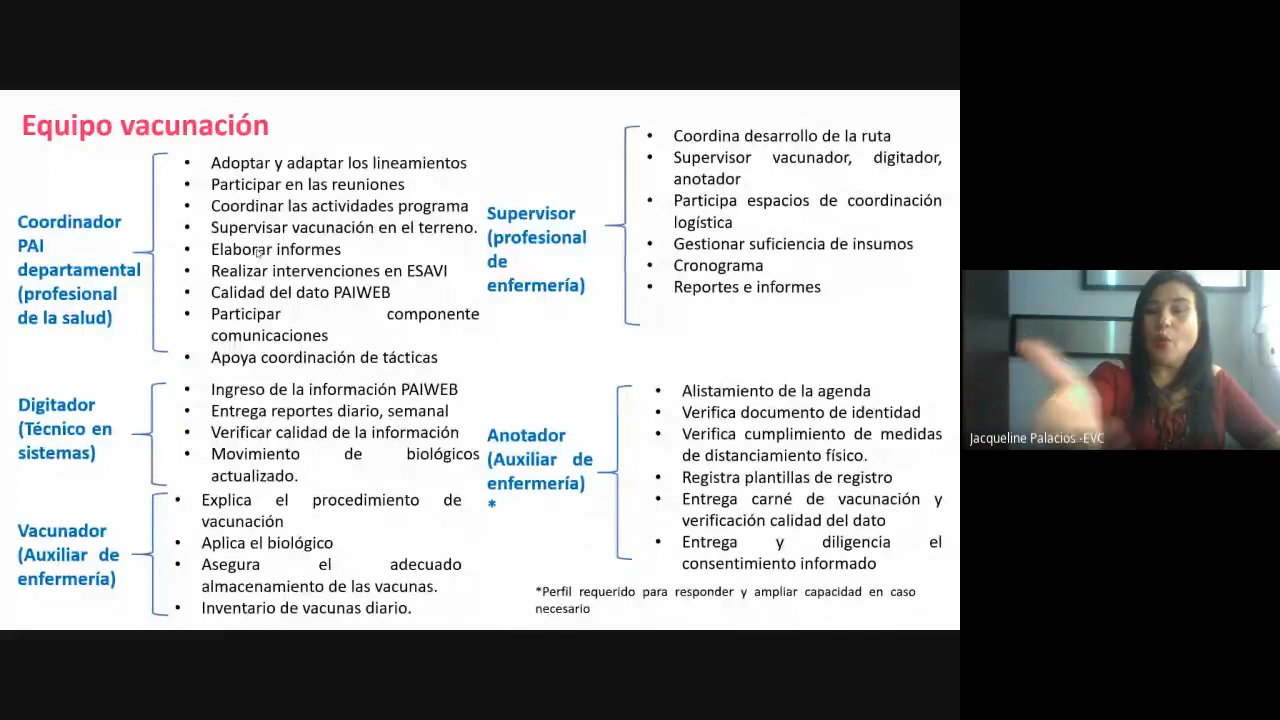 Equipo vacunación
Coordinador
PAI
departamental
(profesional
de la salud)
• Adoptar y adaptar los lineamientos
• Participar en las reuniones
• Coordinar las actividades programa
• Supervisar vacunación en el terreno.
• Elaborar informes
• Realizar intervenciones en ESAVI
• Calidad del dato PAIWEB
• Participar componente
comunicaciones
• Apoya coordinación de tácticas
Supervisor
(profesional
de
enfermería)
• Coordina desarrollo de la ruta
• Supervisor vacunador, digitador,
anotador
• Participa espacios de coordinación
logística
• Gestionar suficiencia de insumos
• Cronograma
• Reportes e informes
Digitador
(Técnico en
sistemas)
• Ingreso de la información PAIWEB
• Entrega reportes diario, semanal
• Verificar calidad de la información
• Movimiento de biológicos
actualizado.
Anotador
(Auxiliar de
enfermería)
*
• Alistamiento de la agenda
• Verifica documento de identidad
• Verifica cumplimiento de medidas
de distanciamiento físico.
• Registra plantillas de registro
• Entrega carné de vacunación y
verificación calidad del dato
• Entrega y diligencia el
consentimiento informado
Vacunador
(Auxiliar de
enfermería)
• Explica el procedimiento de
vacunación
• Aplica el biológico
• Asegura el adecuado
almacenamiento de las vacunas.
• Inventario de vacunas diario.
*Perfil requerido para responder y ampliar capacidad en caso
necesario
Jacqueline Palacios -EVC